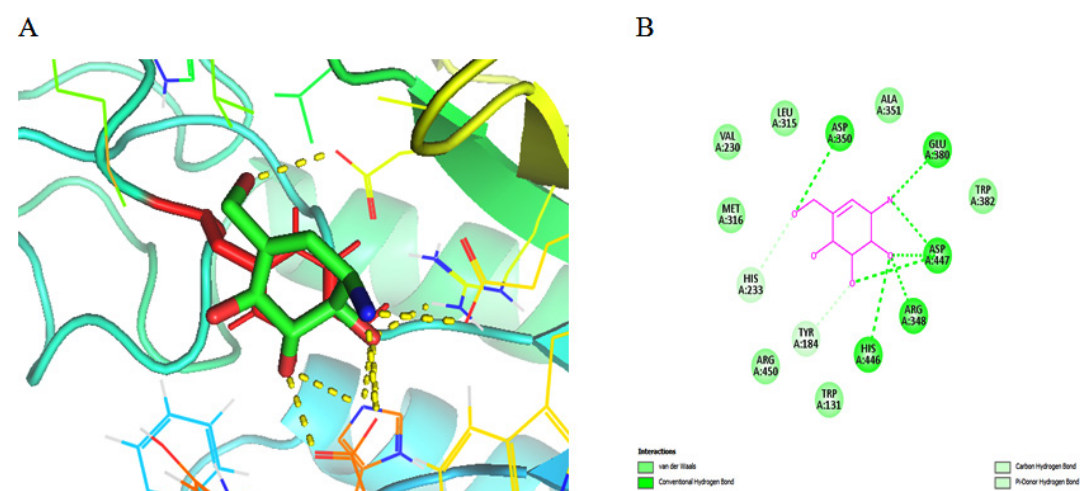 A
B
ALA
A:351
LEU
A:315
ASP
A:350
VAL
A:230
GLU
A:380
TRP
A:382
N
MET
A:316
O
ASP
A:447
O
O
HIS
A:233
O
ARG
A:348
TYR
A:184
HIS
A:446
ARG
A:450
TRP
A:131
Interactions
van der Waals
Conventional Hydrogen Bond
Carbon Hydrogen Bond
Pi-Donor Hydrogen Bond